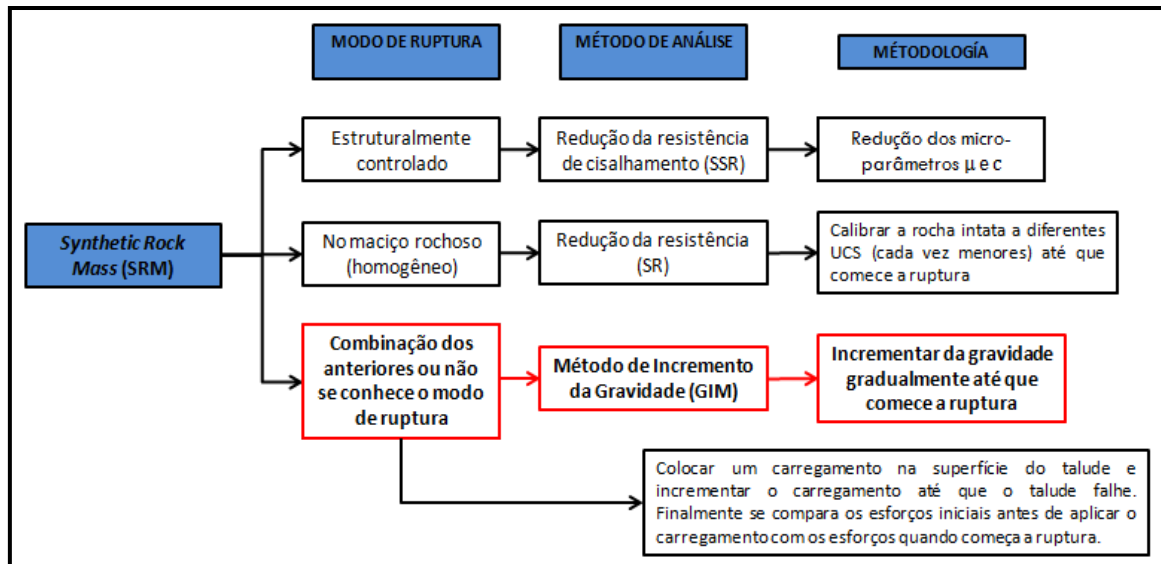 MODO DE RUPTURA
MÉTODO DE ANÁLISE
MÉTODOLOGÍA
Estruturalmente
controlado
Redução da resistência
de cisalhamento (SSR)
Redução dos micro-
parâmetros μ e c
Synthetic Rock
Mass (SRM)
No maciço rochoso
(homogêneo)
Redução da resistência
(SR)
Calibrar a rocha intata a diferentes
UCS (cada vez menores) até que
comece a ruptura
Combinação dos
anteriores ou não
se conhece o modo
de ruptura
Método de Incremento
da Gravidade (GIM)
Incrementar da gravidade
gradualmente até que
comece a ruptura
Colocar um carregamento na superfície do talude e
incrementar o carregamento até que o talude falhe.
Finalmente se compara os esforços iniciais antes de aplicar o
carregamento com os esforços quando começa a ruptura.